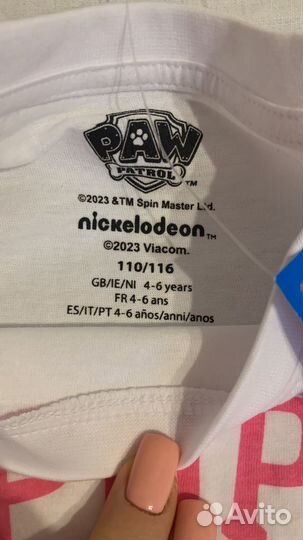 PAW
PATROL TM
©2023 &TM Spin Master Ltd.
nickelodeon TM
©2023 Viacom.
110/116
GB/IE/NI 4-6 years
FR 4-6 ans
ES/IT/PT 4-6 años/anni/anos
Avito